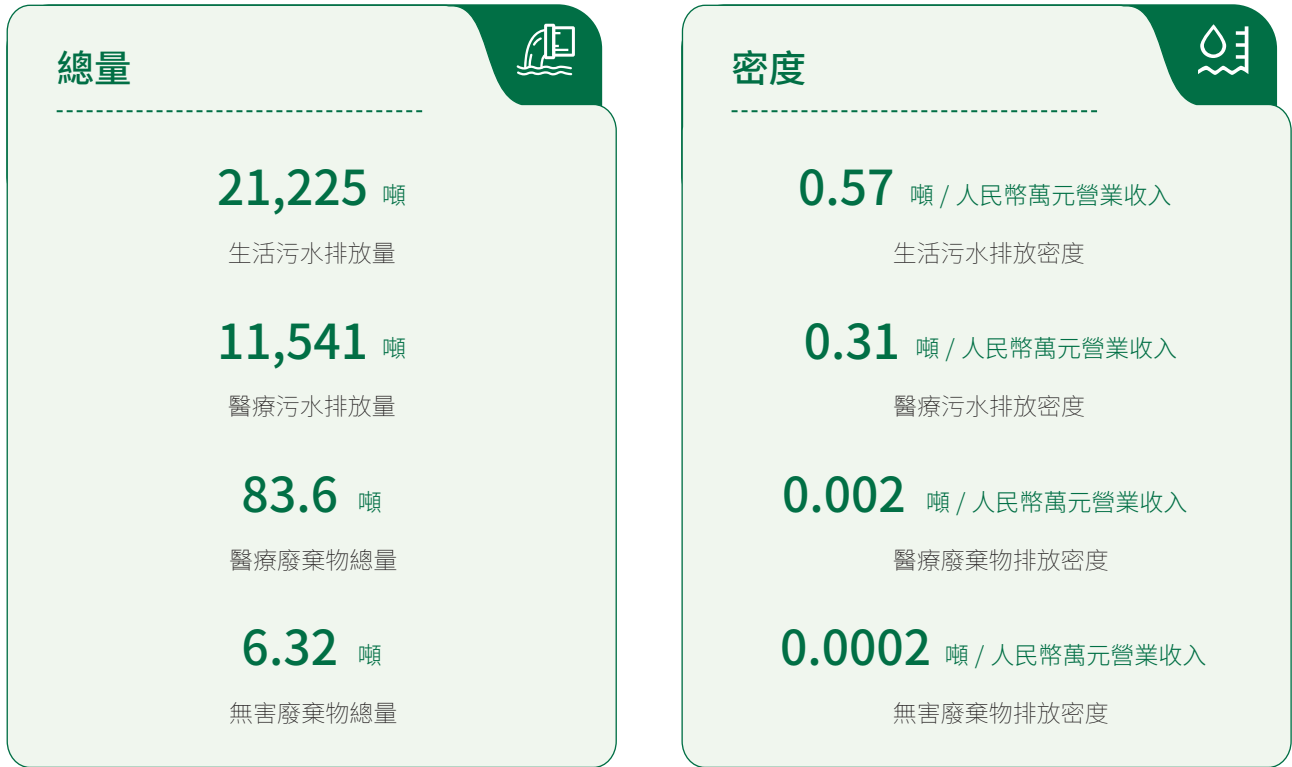 總量
21,225 噸
生活污水排放量
11,541 噸
醫療污水排放量
83.6 噸
醫療廢棄物總量
6.32 噸
無害廢棄物總量
密度
0.57 噸 / 人民幣萬元營業收入
生活污水排放密度
0.31 噸 / 人民幣萬元營業收入
醫療污水排放密度
0.002 噸 / 人民幣萬元營業收入
醫療廢棄物排放密度
0.0002 噸 / 人民幣萬元營業收入
無害廢棄物排放密度